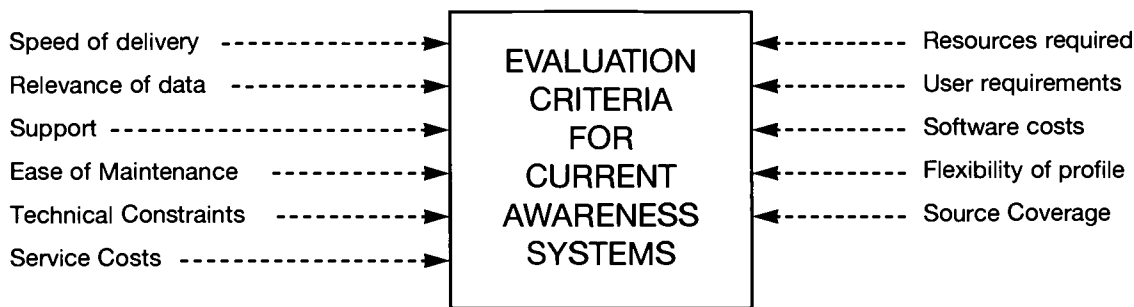 Speed of delivery
Relevance of data
Support
Ease of Maintenance
Technical Constraints
Service Costs
EVALUATION
CRITERIA
FOR
CURRENT
AWARENESS
SYSTEMS
Resources required
User requirements
Software costs
Flexibility of profile
Source Coverage